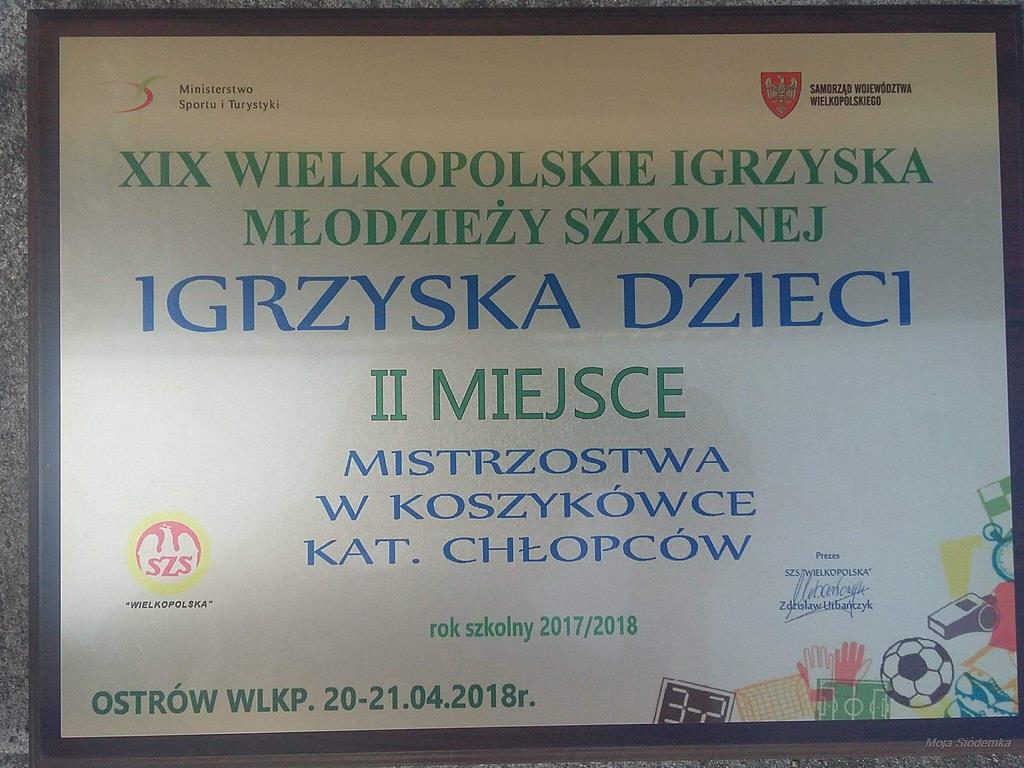 Ministerstwo
Sportu i Turystyki
SAMORZĄD WOJEWÓDZTWA
WIELKOPOLSKIEGO
XIX WIELKOPOLSKIE IGRZYSKA
MŁODZIEŻY SZKOLNEJ
IGRZYSKA DZIECI
II MIEJSCE
MISTRZOSTWA
W KOSZYKÓWCE
KAT. CHŁOPCÓW
SZS
"WIELKOPOLSKA"
Prezes
SZS "WIELKOPOLSKA"
Zdzisław Urbańczyk
rok szkolny 2017/2018
OSTRÓW WLKP. 20-21.04.2018r.
3-2
Moja Siódemka